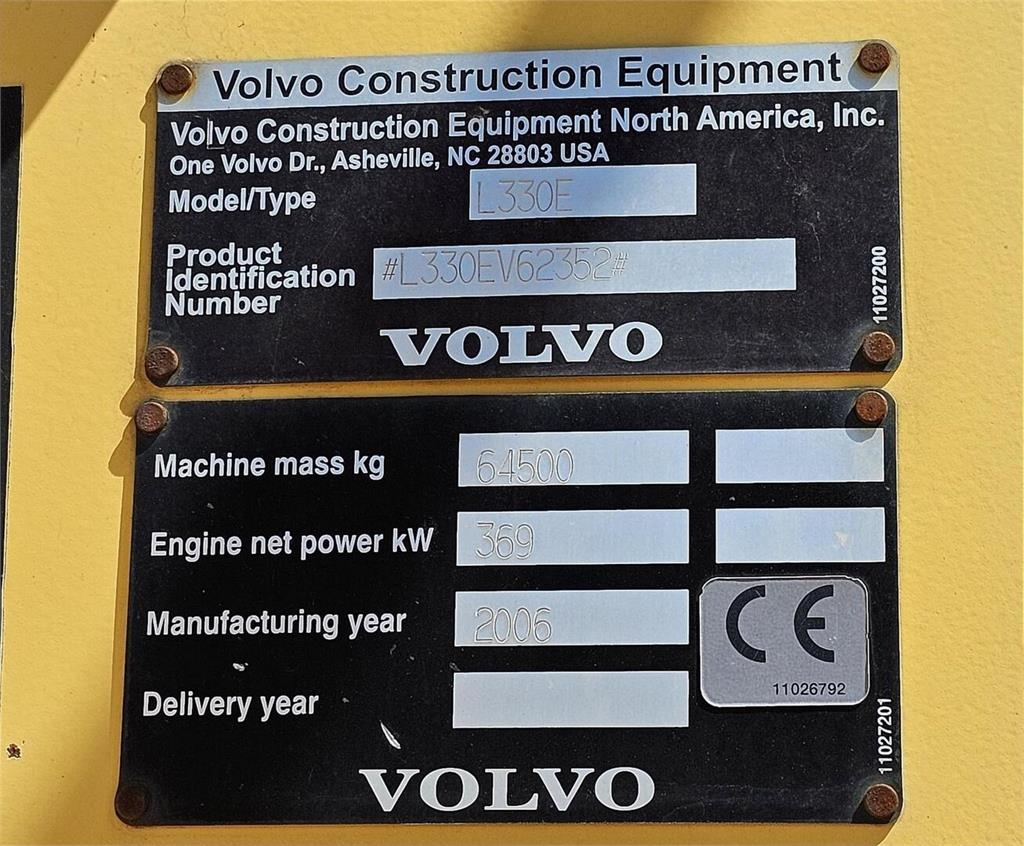 Volvo Construction Equipment
Volvo Construction Equipment North America, Inc.
One Volvo Dr., Asheville, NC 28803 USA
Model/Type L330E
Product
Identification
Number
#L330EV62352#
11027200
VOLVO
Machine mass kg 64500
Engine net power kW 369
Manufacturing year 2006
CE
11026792
Delivery year
11027201
VOLVO